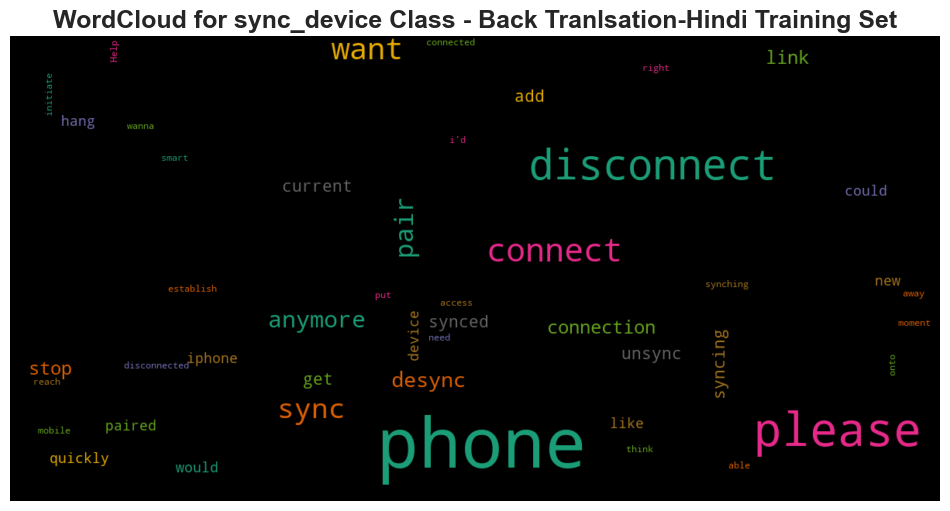 WordCloud for sync_device Class - Back Tranlsation-Hindi Training Set
want
connected
Help
link
right
initiate
add
hang
wanna
i'd
smart
disconnect
current
could
pair
connect
establish
put
access
synching
new
away
anymore
device
synced
need
connection
moment
unsync
syncing
stop
reach
disconnected
iphone
get
desync
onto
sync
phone
please
mobile
paired
like
think
quickly
would
able